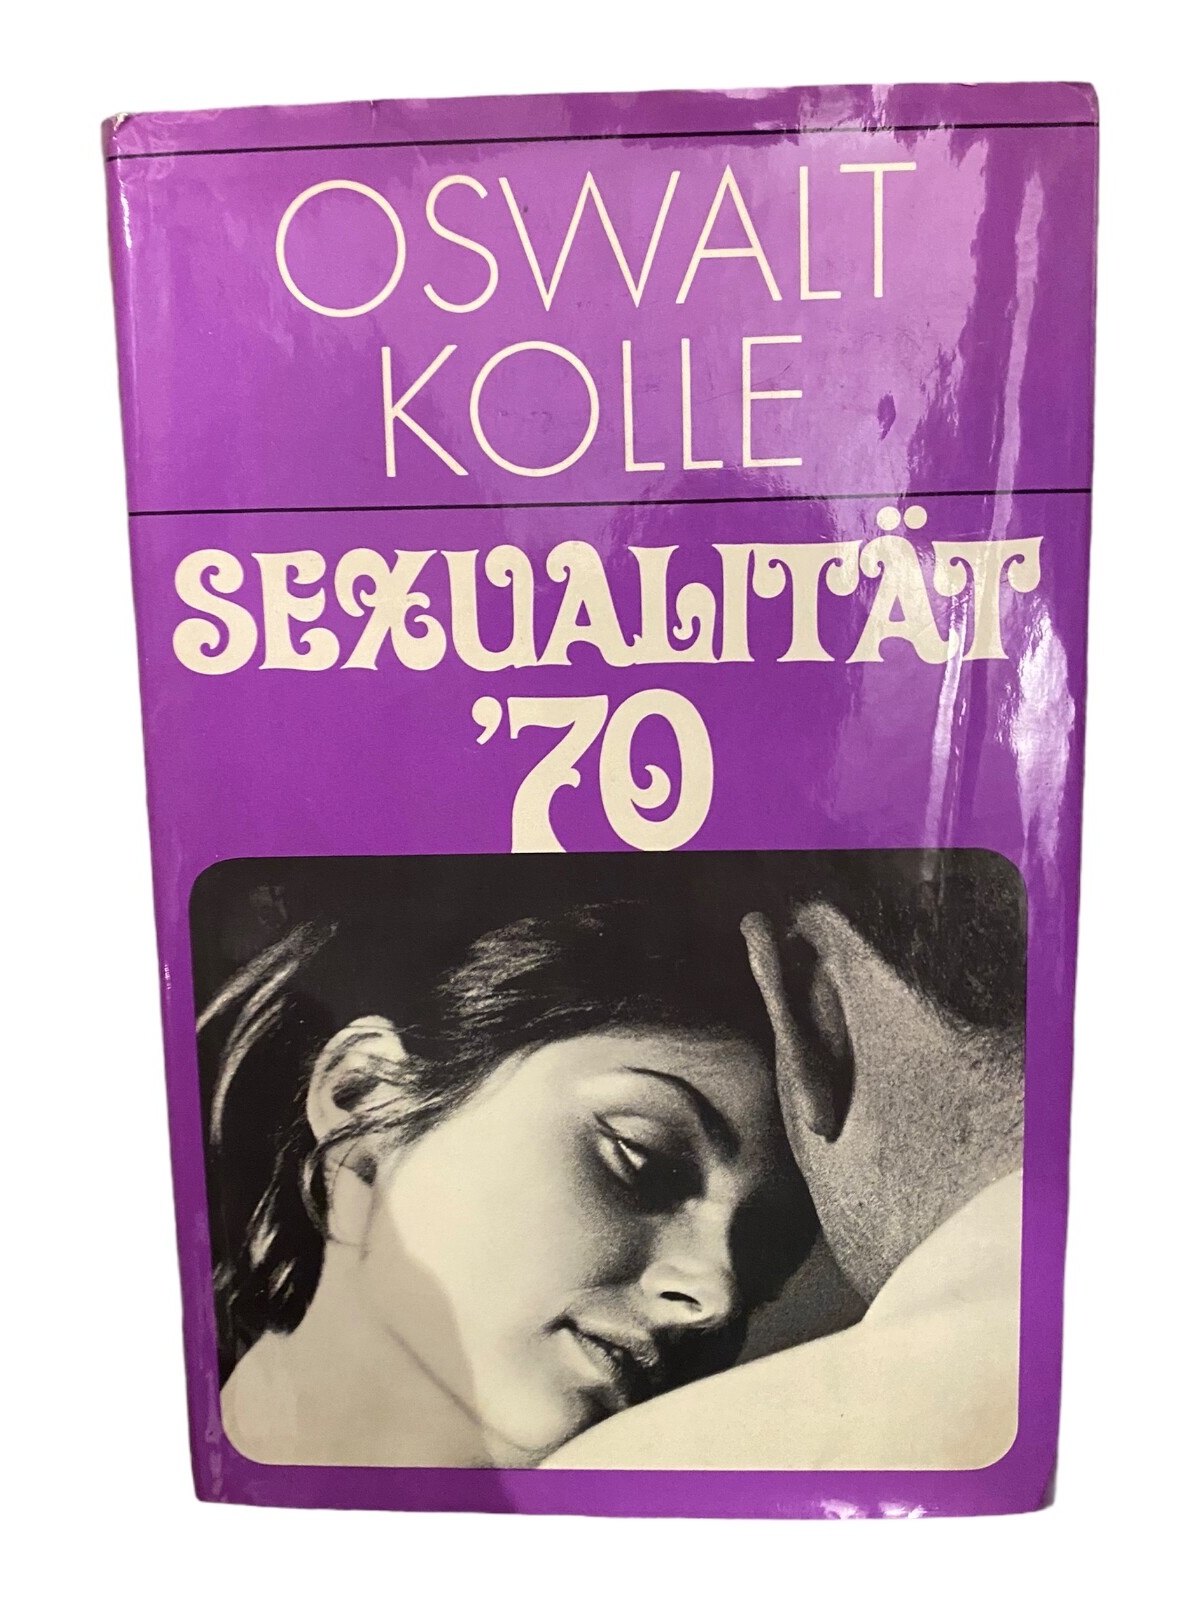 OSWALT
KOLLE
SEXUALITÄT
'70